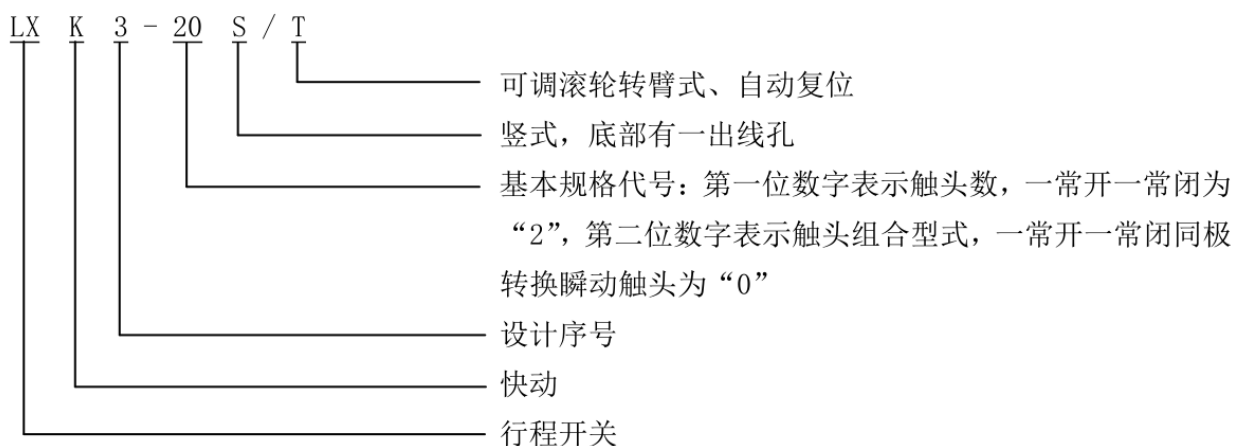 LX K 3 - 20 S / T
可调滚轮转臂式、自动复位
竖式，底部有一出线孔
基本规格代号：第一位数字表示触头数，一常开一常闭为
“2”，第二位数字表示触头组合型式，一常开一常闭同极
转换瞬动触头为“0”
设计序号
快动
行程开关